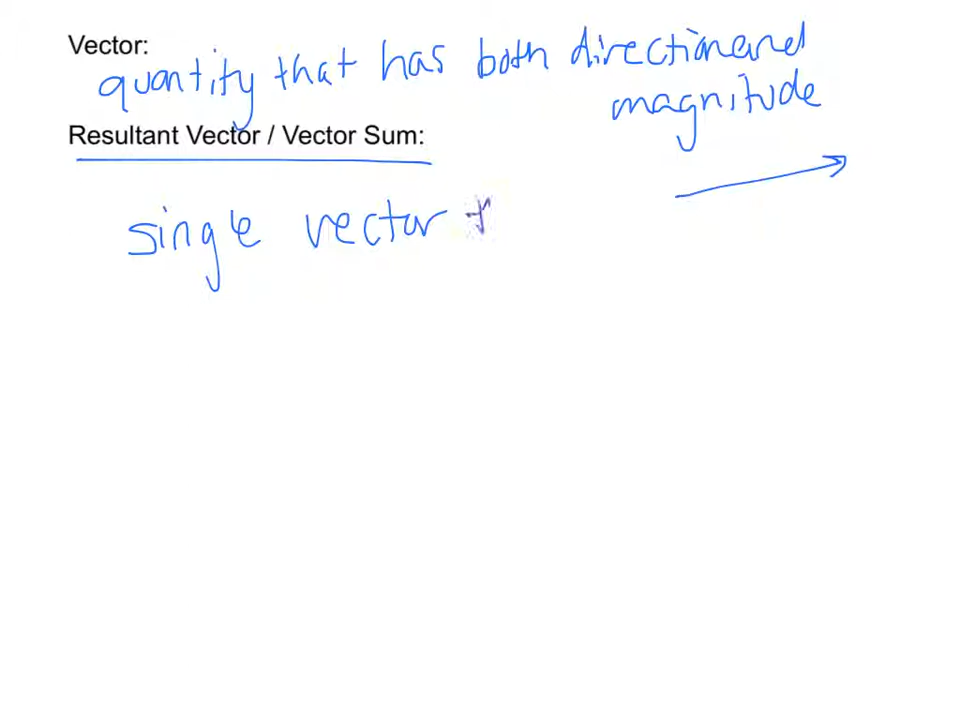 Vector:
quantity that has both direction and
magnitude
Resultant Vector / Vector Sum:
single vector